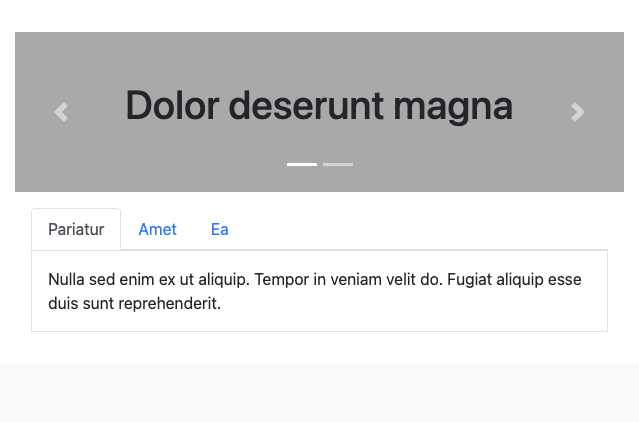 Dolor deserunt magna
Pariatur
Amet
Ea
Nulla sed enim ex ut aliquip. Tempor in veniam velit do. Fugiat aliquip esse
duis sunt reprehenderit.